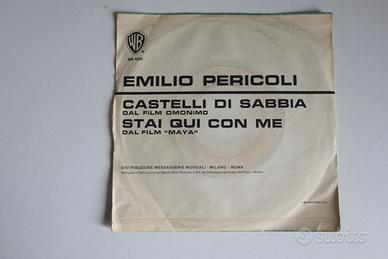 WB
EMILIO PERICOLI
CASTELLI DI SABBIA
DAL FILM OMONIMO
STAI QUI CON ME
DAL FILM "MAYA"
DISTRIBUZIONE MESSAGGERIE MUSICALI - MILANO - ROMA
subito